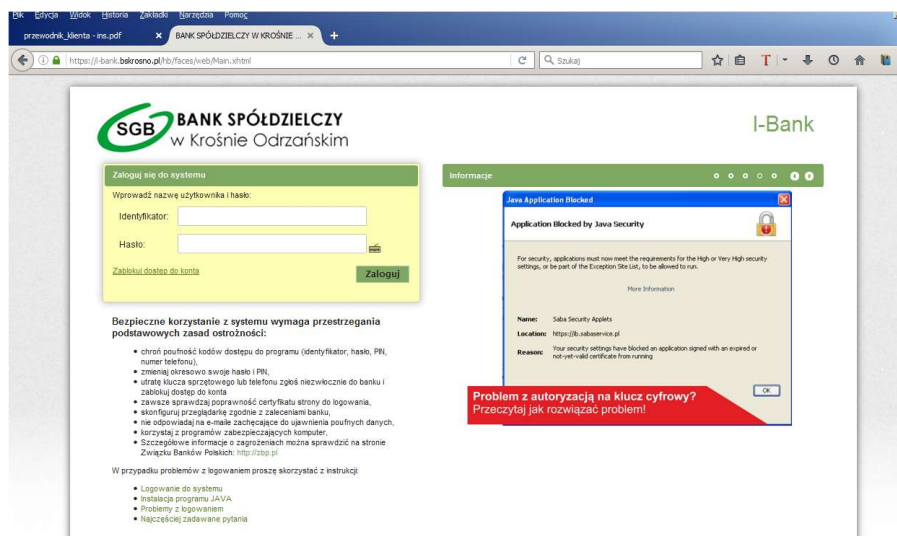 Plik Edycja Widok Historia Zakładki Narzędzia Pomoc
przewodnik_klienta - ins.pdf × BANK SPÓŁDZIELCZY W KROŚNIE ... × +
https://i-bank.bskrosno.pl/hb/faces/web/Main.xhtml
Szukaj
SGB BANK SPÓŁDZIELCZY
w Krośnie Odrzańskim
I-Bank
Zaloguj się do systemu
Wprowadź nazwę użytkownika i hasło:
Identyfikator:
Hasło:
Zablokuj dostęp do konta
Zaloguj
Bezpieczne korzystanie z systemu wymaga przestrzegania
podstawowych zasad ostrożności:
chroń poufność kodów dostępu do programu (identyfikator, hasło, PIN,
numer telefonu),
zmieniaj okresowo swoje hasło i PIN,
utratę klucza sprzętowego lub telefonu zgłoś niezwłocznie do banku i
zablokuj dostęp do konta
zawsze sprawdzaj poprawność certyfikatu strony do logowania,
skonfiguruj przeglądarkę zgodnie z zaleceniami banku,
nie odpowiadaj na e-maile zachęcające do ujawnienia poufnych danych,
korzystaj z programów zabezpieczających komputer,
Szczegółowe informacje o zagrożeniach można sprawdzić na stronie
Związku Banków Polskich: http://zbp.pl
W przypadku problemów z logowaniem proszę skorzystać z instrukcji:
Logowanie do systemu
Instalacja programu JAVA
Problemy z logowaniem
Najczęściej zadawane pytania
Informacje
Java Application Blocked
Application Blocked by Java Security
For security, applications must now meet the requirements for the High or Very High security
settings, or be part of the Exception Site List, to be allowed to run.
More Information
Name: Saba Security Applets
Location: https://ib.sabaservice.pl
Reason: Your security settings have blocked an application signed with an expired or
not-yet-valid certificate from running
OK
Problem z autoryzacją na klucz cyfrowy?
Przeczytaj jak rozwiązać problem!